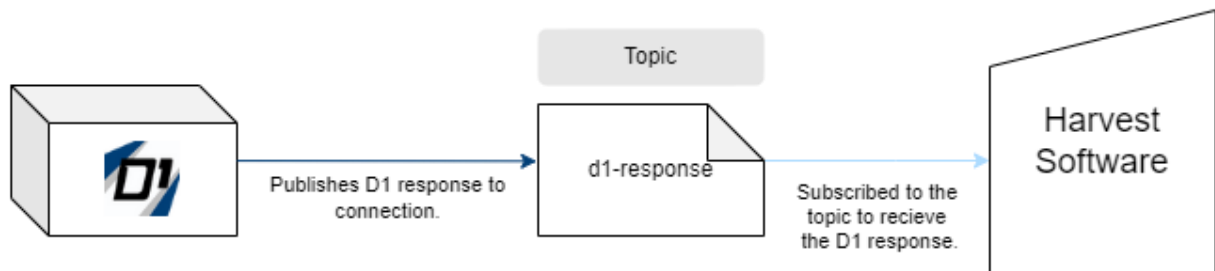 Topic
D1
Publishes D1 response to
connection.
d1-response
Subscribed to the
topic to recieve
the D1 response.
Harvest
Software